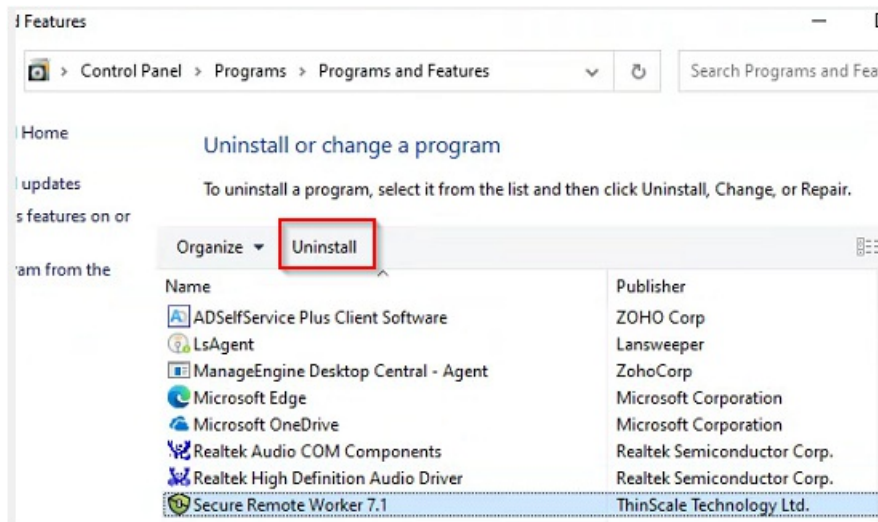 Features
Control Panel > Programs > Programs and Features
Search Programs and Fea
Home
Uninstall or change a program
updates
To uninstall a program, select it from the list and then click Uninstall, Change, or Repair.
s features on or
Organize Uninstall
am from the
Name Publisher
ADSelfService Plus Client Software ZOHO Corp
LsAgent Lansweeper
ManageEngine Desktop Central - Agent ZohoCorp
Microsoft Edge Microsoft Corporation
Microsoft OneDrive Microsoft Corporation
Realtek Audio COM Components Realtek Semiconductor Corp.
Realtek High Definition Audio Driver Realtek Semiconductor Corp.
Secure Remote Worker 7.1 ThinScale Technology Ltd.